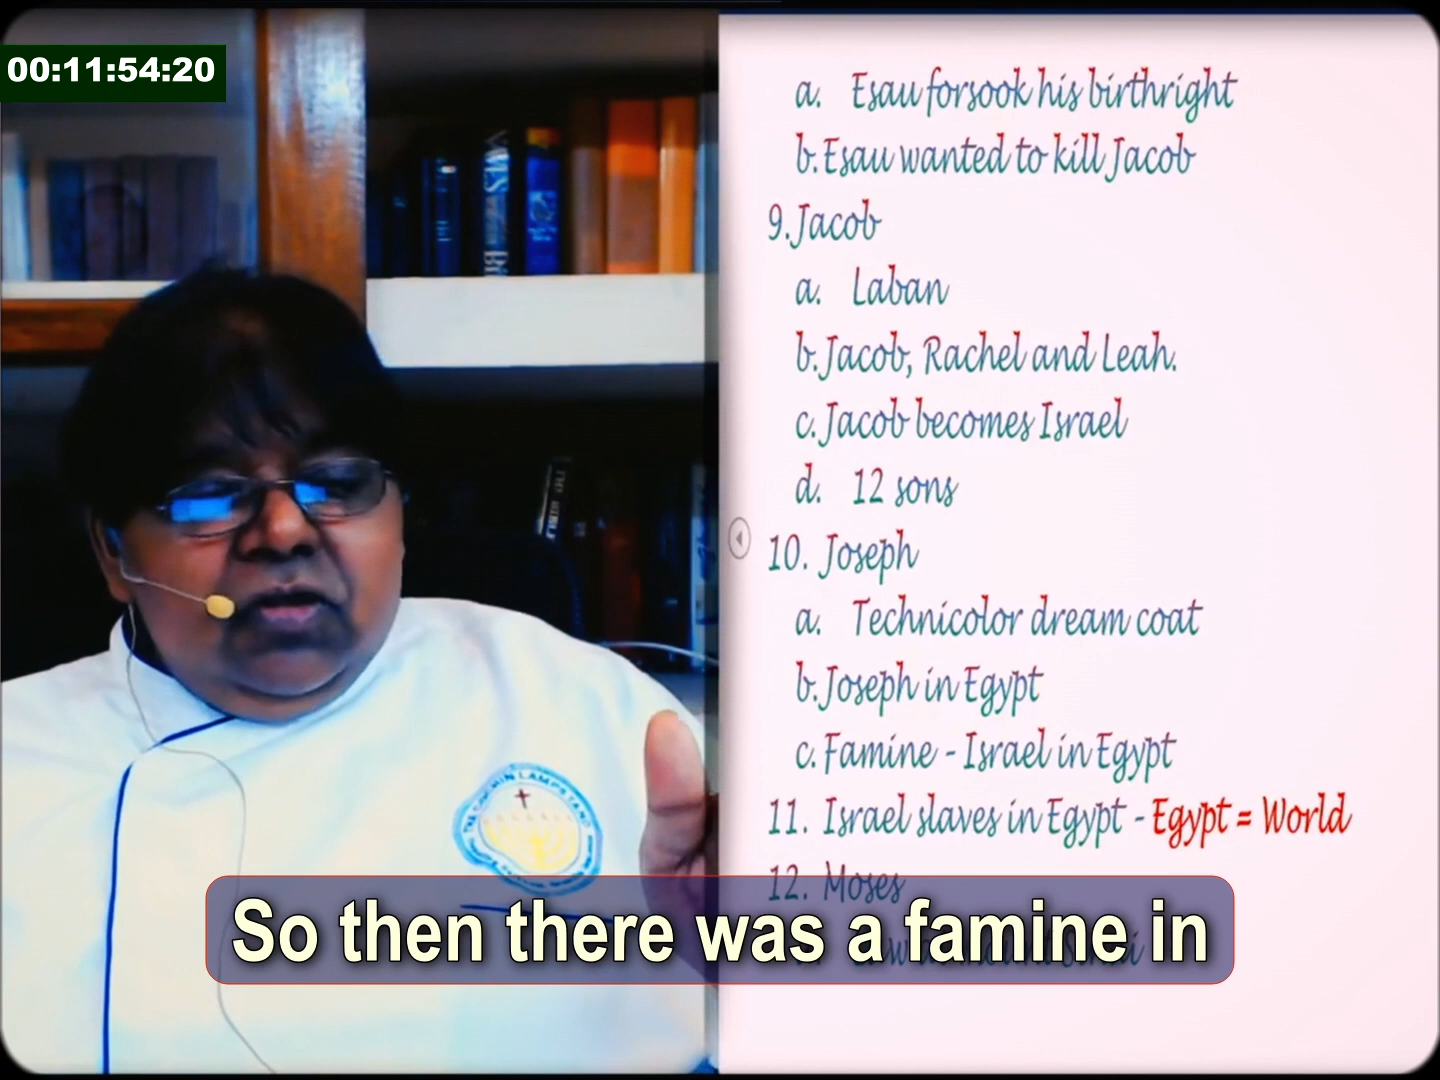 00:11:54:20
a. Esau forsook his birthright
b. Esau wanted to kill Jacob
9. Jacob
a. Laban
b. Jacob, Rachel and Leah.
c. Jacob becomes Israel
d. 12 sons
10. Joseph
a. Technicolor dream coat
b. Joseph in Egypt
c. Famine - Israel in Egypt
11. Israel slaves in Egypt - Egypt = World
12. Moses
So then there was a famine in